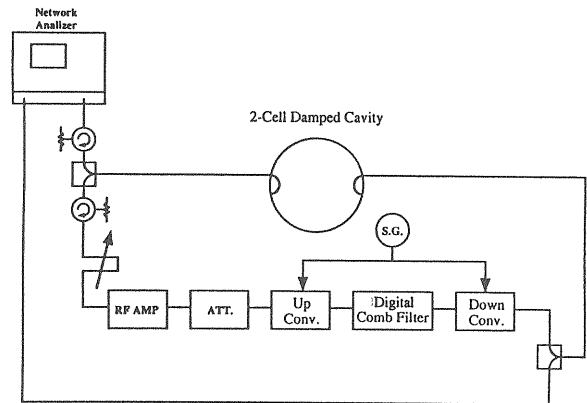 Network
Analizer
2-Cell Damped Cavity
S.G.
RF AMP
ATT.
Up
Conv.
Digital
Comb Filter
Down
Conv.